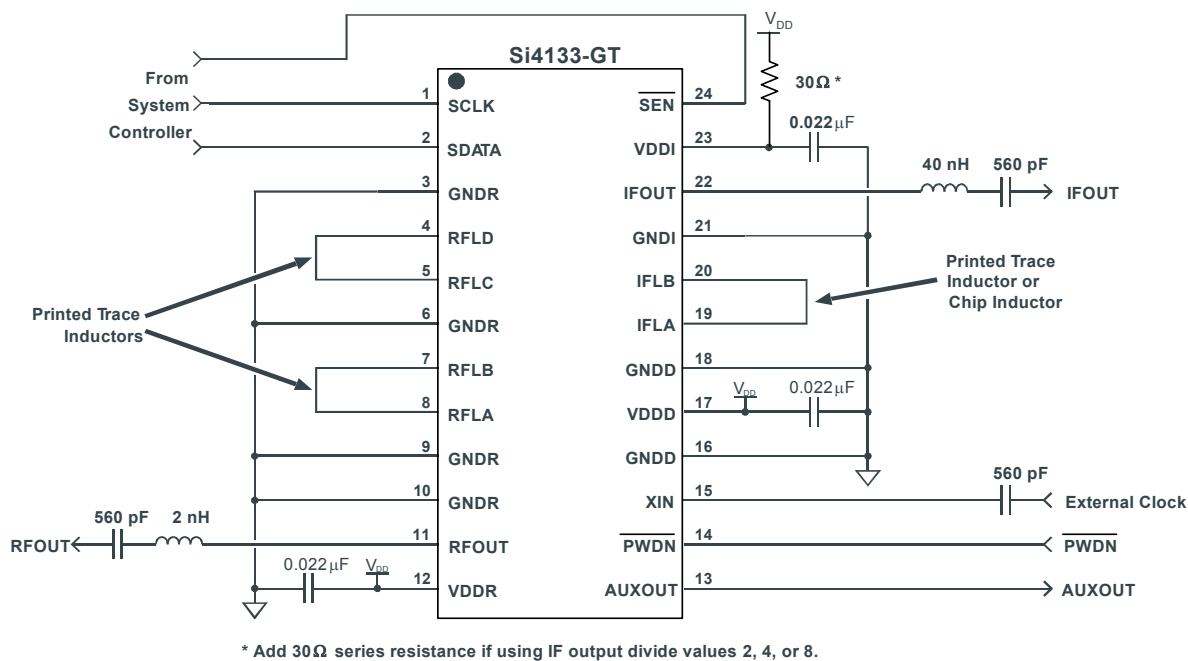 V_DD
Si4133-GT
From
System
Controller
30Ω *
0.022μF
1 SCLK
2 SDATA
3 GNDR
4 RFLD
5 RFLC
6 GNDR
7 RFLB
8 RFLA
9 GNDR
10 GNDR
11 RFOUT
12 VDDR
SEN 24
VDDI 23
IFOUT 22
GNDI 21
IFLB 20
IFLA 19
GNDD 18
VDDD 17
GNDD 16
XIN 15
PWDN 14
AUXOUT 13
40 nH 560 pF
IFOUT
Printed Trace
Inductor or
Chip Inductor
Printed Trace
Inductors
V_DD 0.022μF
560 pF
External Clock
PWDN
AUXOUT
560 pF 2 nH
RFOUT
0.022μF V_DD
* Add 30Ω series resistance if using IF output divide values 2, 4, or 8.